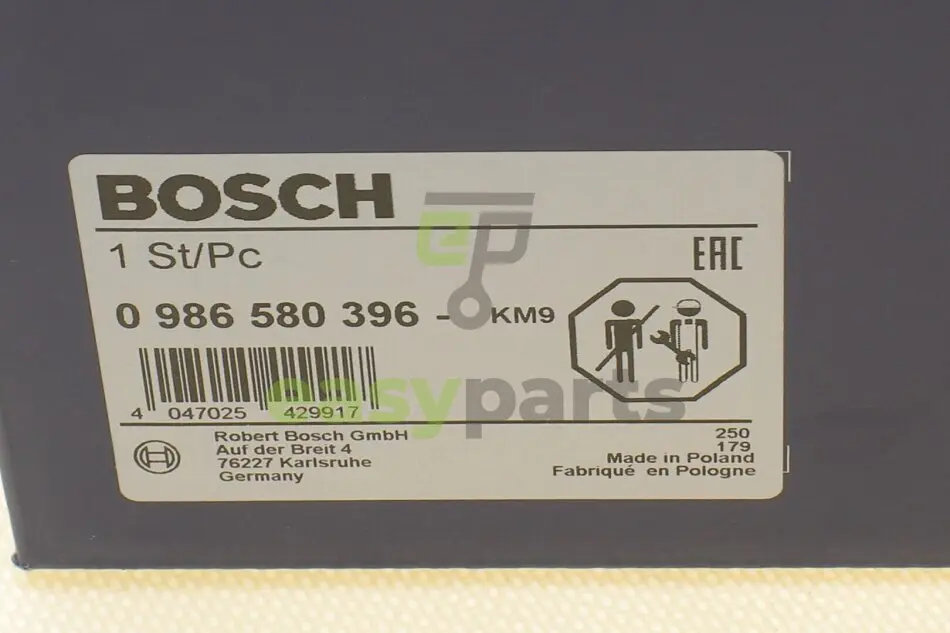 BOSCH
1 St/Pc
EAC
0 986 580 396 - KM9
4 047025 429917
easyparts
Robert Bosch GmbH
Auf der Breit 4
76227 Karlsruhe
Germany
250
179
Made in Poland
Fabriqué en Pologne